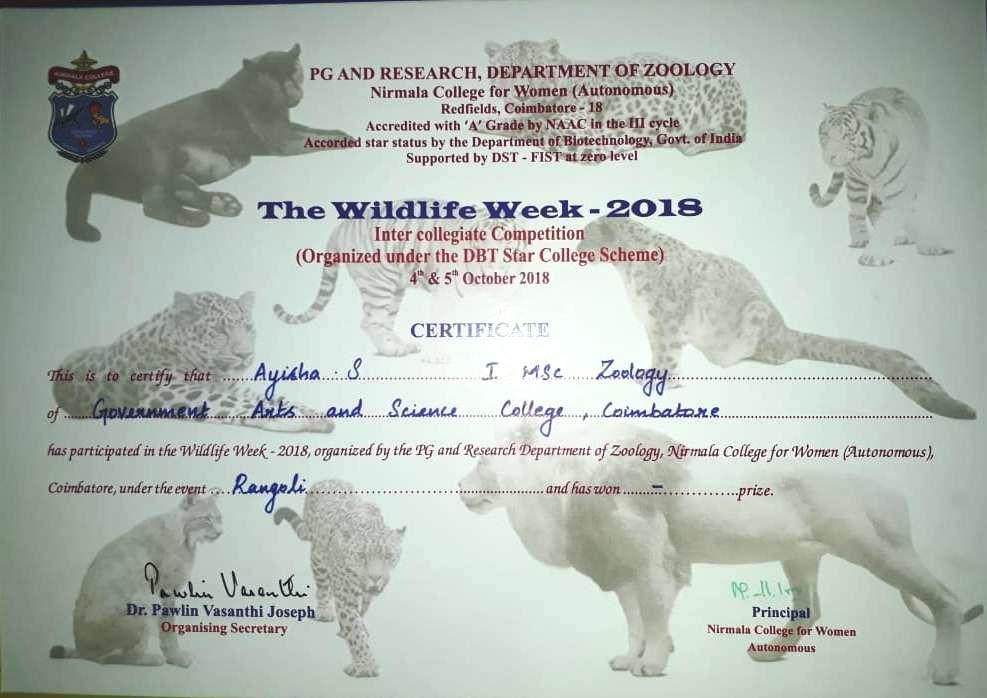 NIRMALA COLLEGE
PG AND RESEARCH, DEPARTMENT OF ZOOLOGY
Nirmala College for Women (Autonomous)
Redfields, Coimbatore - 18
Accredited with 'A' Grade by NAAC in the III cycle
Accorded star status by the Department of Biotechnology, Govt. of India
Supported by DST - FIST at zero level
The Wildlife Week - 2018
Inter collegiate Competition
(Organized under the DBT Star College Scheme)
4th & 5th October 2018
CERTIFICATE
This is to certify that ...... Ayisha . S ...................... I MSc Zoology ......................
of ...... Government Arts and Science College , Coimbatore ......................
has participated in the Wildlife Week - 2018, organized by the PG and Research Department of Zoology, Nirmala College for Women (Autonomous),
Coimbatore, under the event .... Rangoli ...................... and has won ........ – ............. prize.
Pawlin Vasanthi
Dr. Pawlin Vasanthi Joseph
Organising Secretary
Principal
Nirmala College for Women
Autonomous